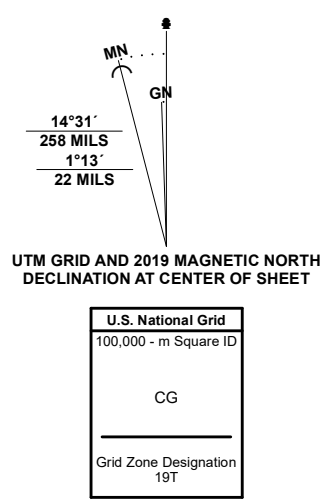 MN
GN
14°31´
258 MILS
1°13´
22 MILS
UTM GRID AND 2019 MAGNETIC NORTH
DECLINATION AT CENTER OF SHEET
U.S. National Grid
100,000 - m Square ID
CG
Grid Zone Designation
19T